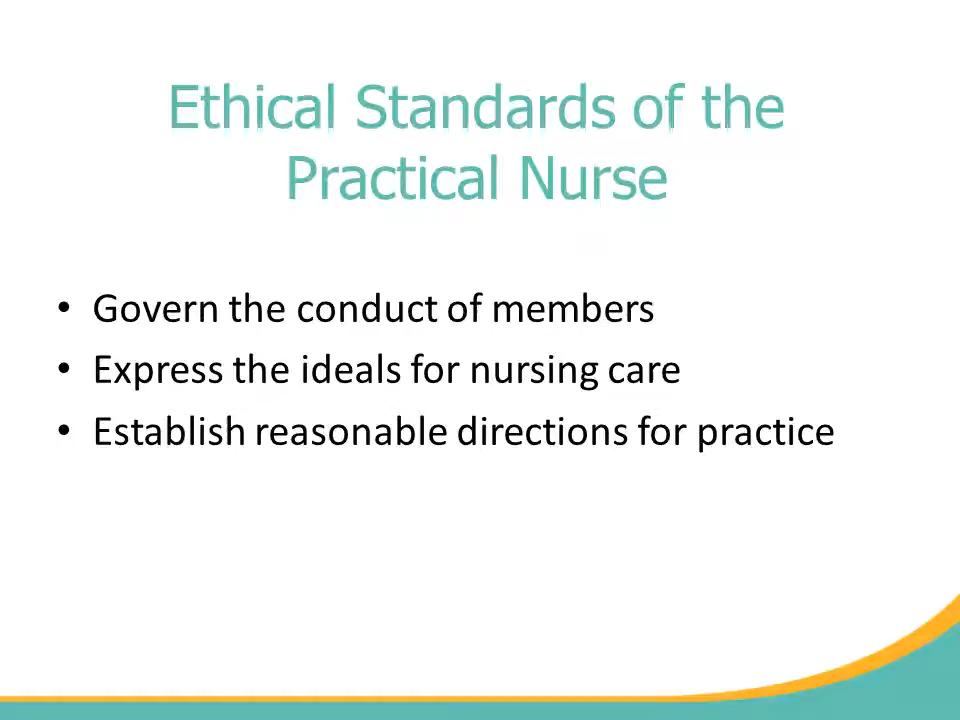 Ethical Standards of the
Practical Nurse
• Govern the conduct of members
• Express the ideals for nursing care
• Establish reasonable directions for practice